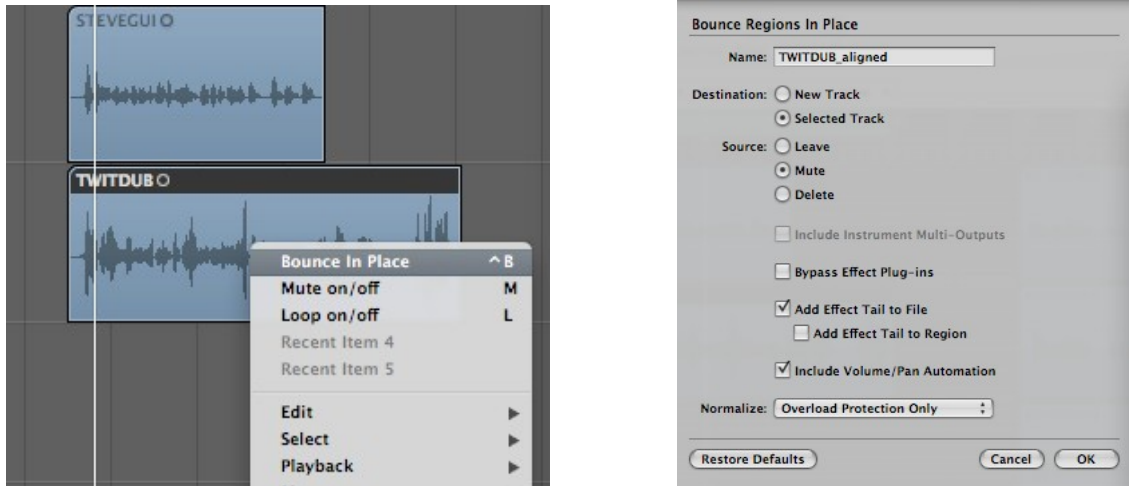 STEVEGUI
TWITDUB
Bounce In Place ^B
Mute on/off M
Loop on/off L
Recent Item 4
Recent Item 5
Edit
Select
Playback
Bounce Regions In Place
Name: TWITDUB_aligned
Destination: New Track
Selected Track
Source: Leave
Mute
Delete
Include Instrument Multi-Outputs
Bypass Effect Plug-ins
Add Effect Tail to File
Add Effect Tail to Region
Include Volume/Pan Automation
Normalize: Overload Protection Only
Restore Defaults Cancel OK